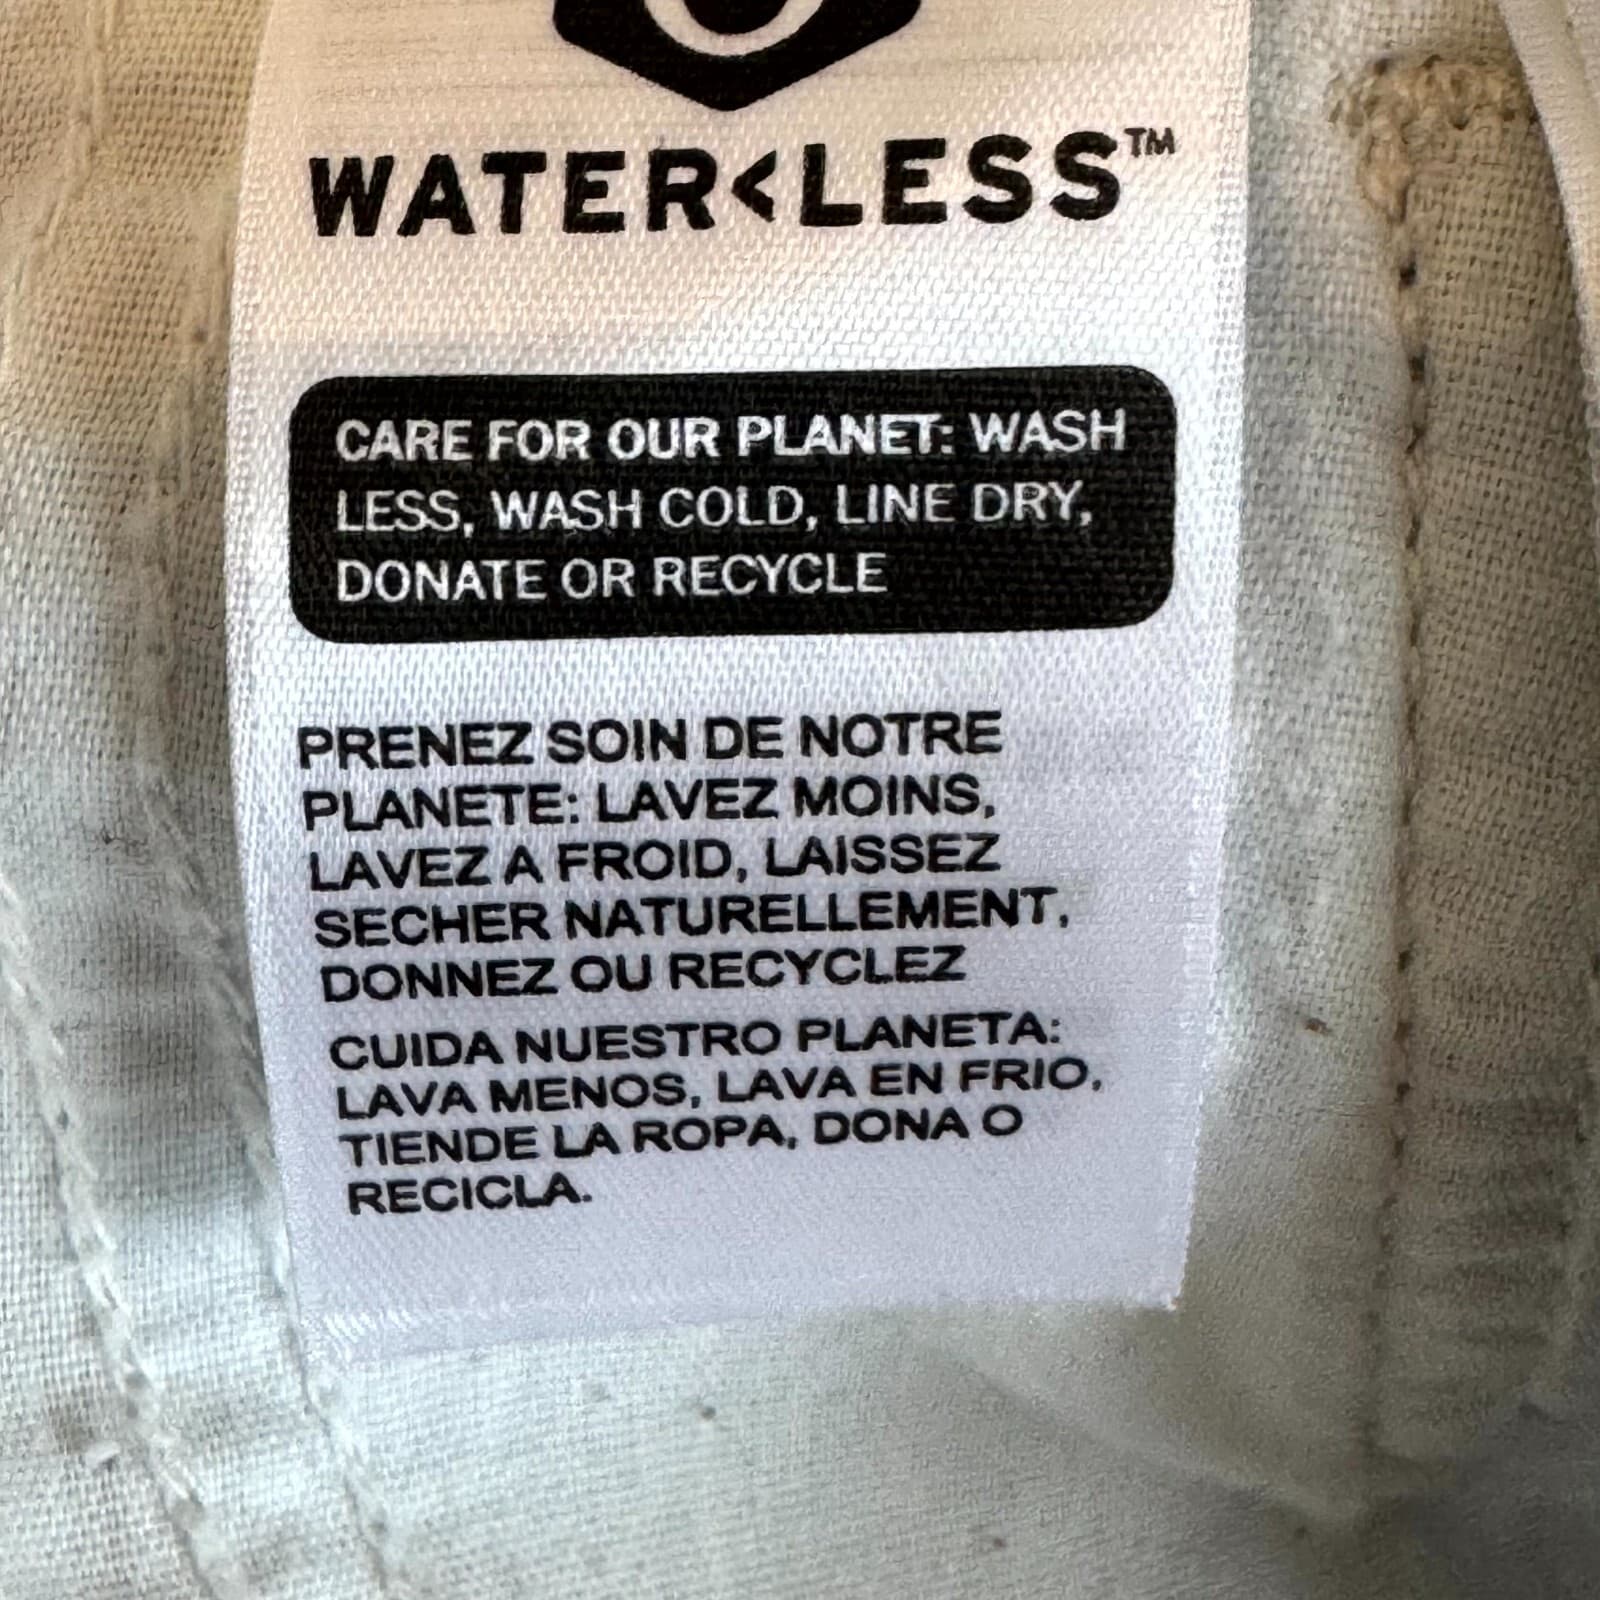 WATER<LESS™
CARE FOR OUR PLANET: WASH
LESS, WASH COLD, LINE DRY,
DONATE OR RECYCLE
PRENEZ SOIN DE NOTRE
PLANETE: LAVEZ MOINS,
LAVEZ A FROID, LAISSEZ
SECHER NATURELLEMENT,
DONNEZ OU RECYCLEZ
CUIDA NUESTRO PLANETA:
LAVA MENOS, LAVA EN FRIO,
TIENDE LA ROPA, DONA O
RECICLA.